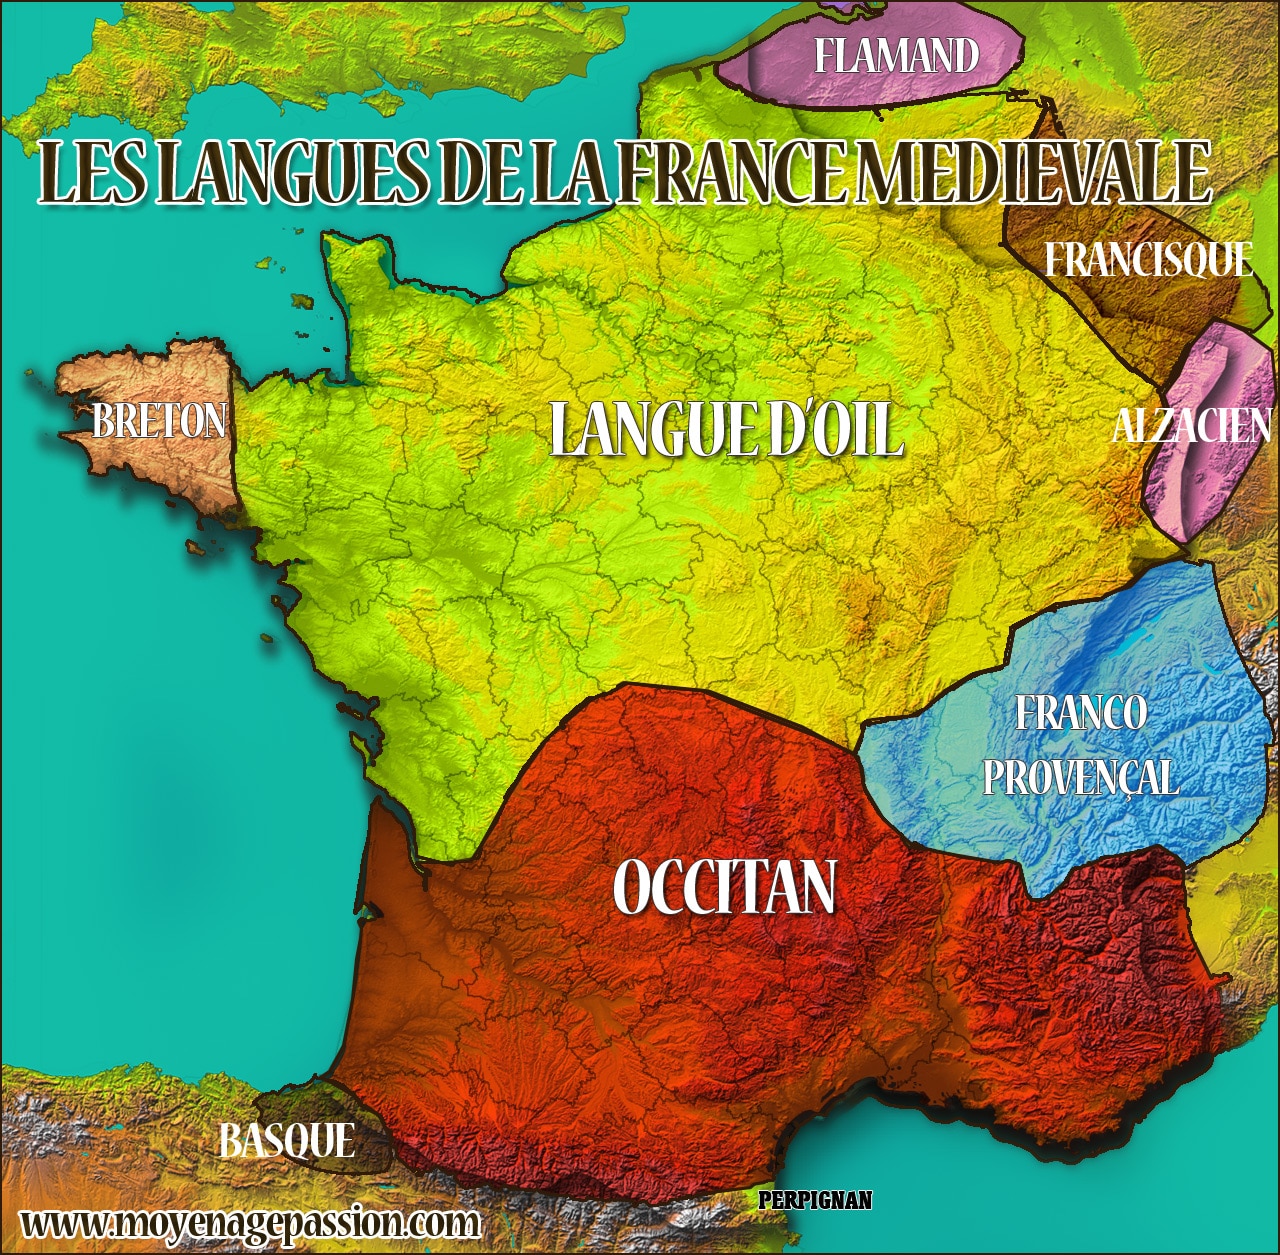 FLAMAND
LES LANGUES DE LA FRANCE MEDIEVALE
FRANCISQUE
BRETON
LANGUE D'OIL
ALZACIEN
FRANCO
PROVENÇAL
OCCITAN
BASQUE
PERPIGNAN
www.moyenagepassion.com